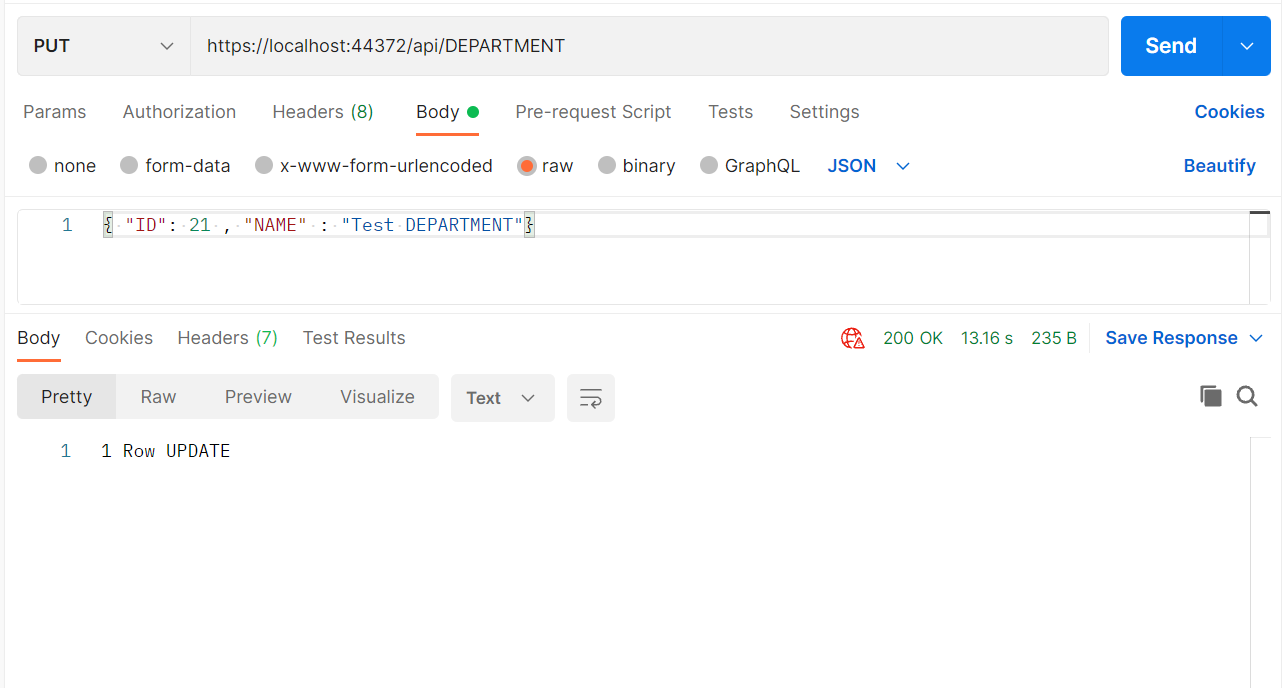 PUT https://localhost:44372/api/DEPARTMENT Send
Params Authorization Headers (8) Body Pre-request Script Tests Settings Cookies
none form-data x-www-form-urlencoded raw binary GraphQL JSON Beautify
1 { "ID": 21 , "NAME" : "Test DEPARTMENT"}
Body Cookies Headers (7) Test Results 200 OK 13.16 s 235 B Save Response
Pretty Raw Preview Visualize Text
1 1 Row UPDATE